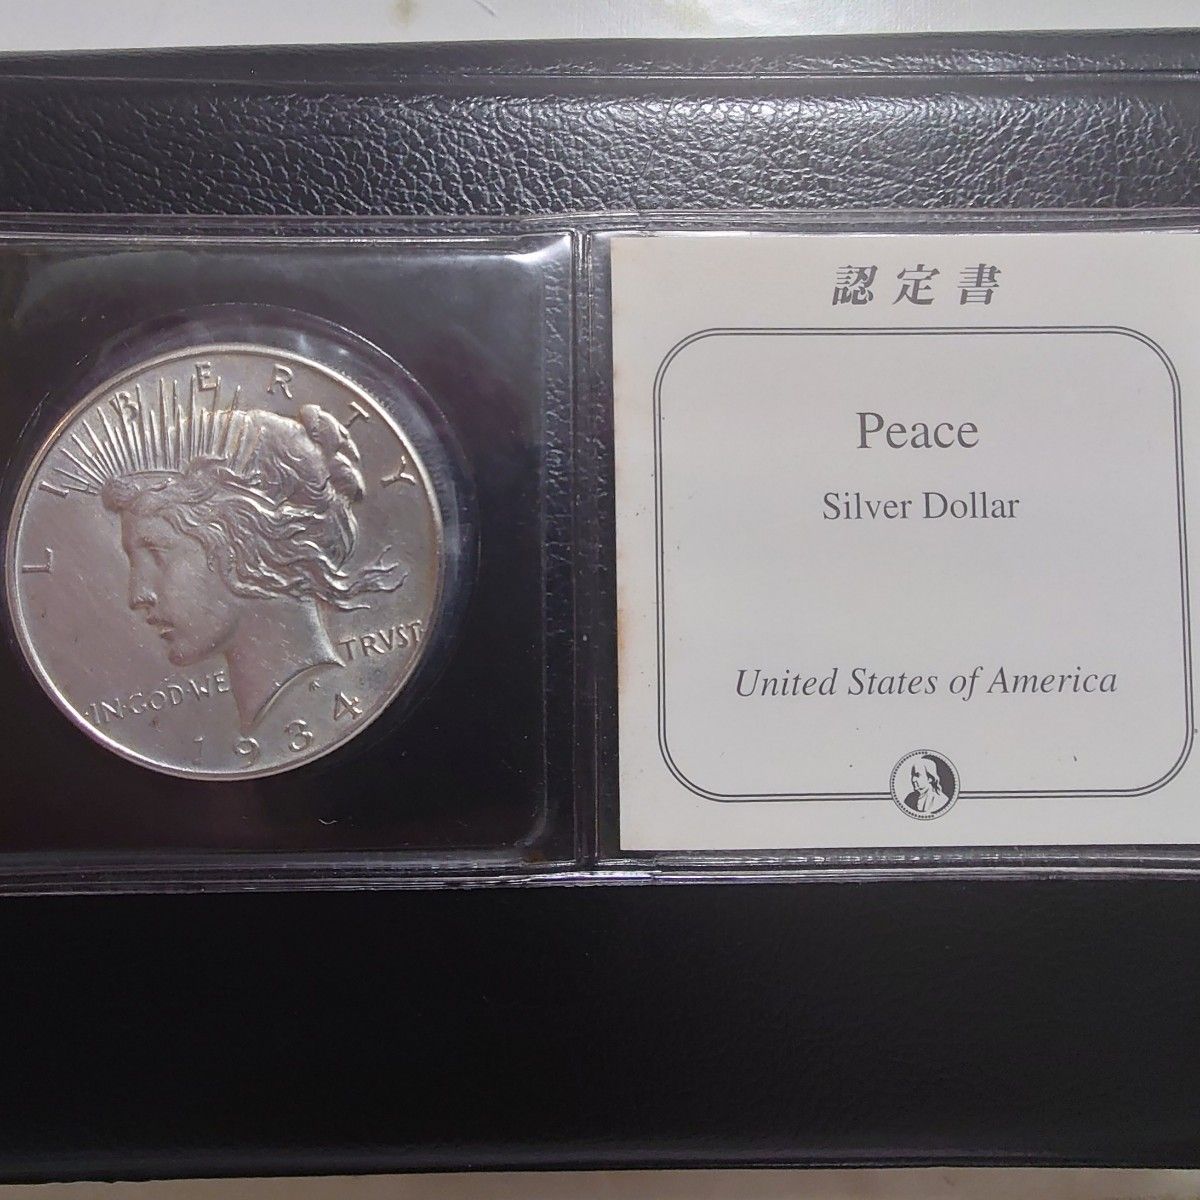 LIBERTY
IN·GOD·WE TRVST
1934
認定書
Peace
Silver Dollar
United States of America